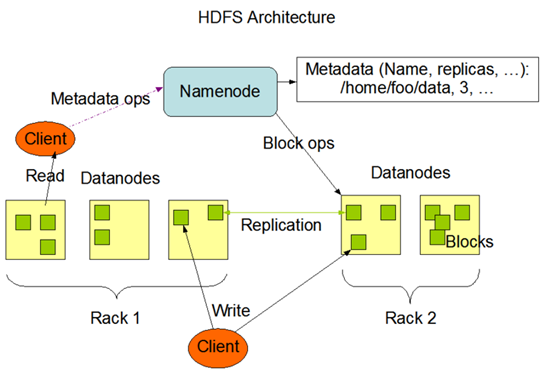 HDFS Architecture
Metadata (Name, replicas, ...):
/home/foo/data, 3, ...
Namenode
Metadata ops
Client
Block ops
Read
Datanodes
Datanodes
Replication
Blocks
Write
Rack 1
Rack 2
Client